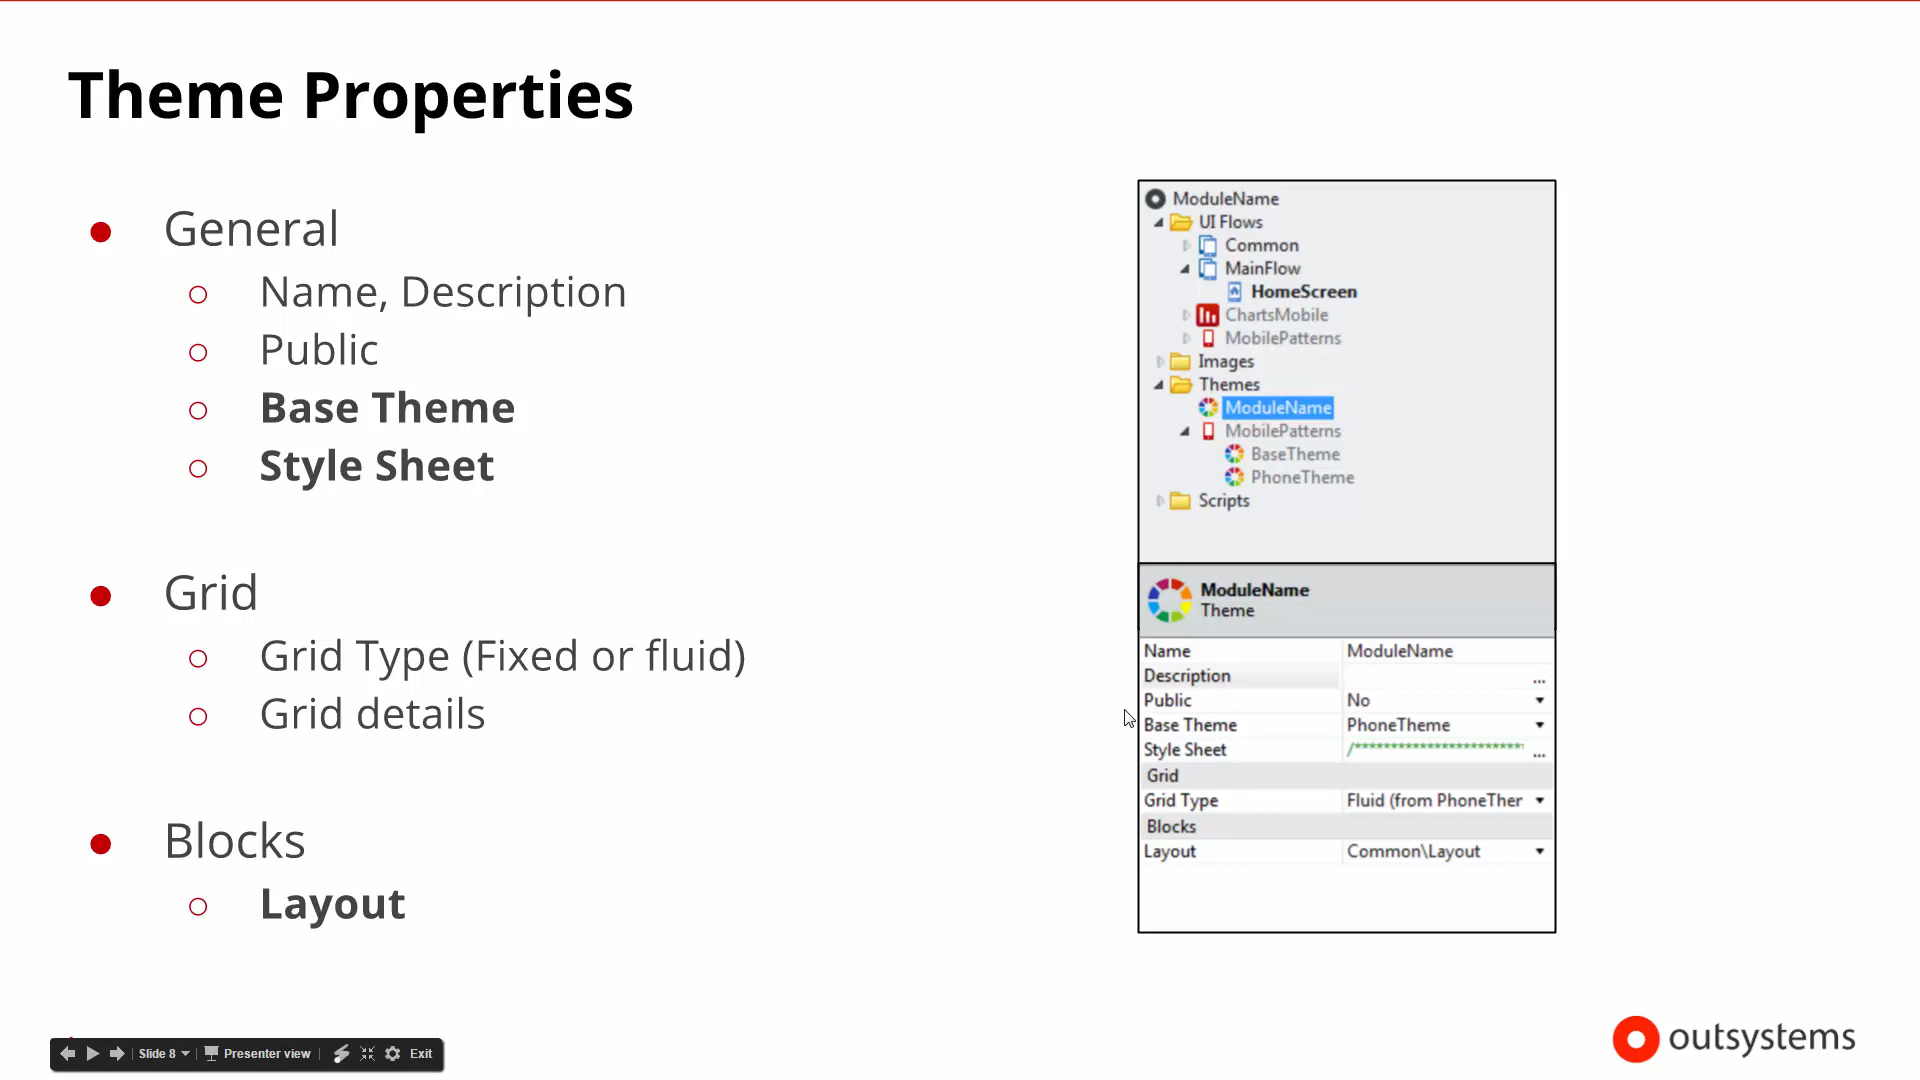 Theme Properties
● General
○ Name, Description
○ Public
○ Base Theme
○ Style Sheet
● Grid
○ Grid Type (Fixed or fluid)
○ Grid details
● Blocks
○ Layout
ModuleName
UI Flows
Common
MainFlow
HomeScreen
ChartsMobile
MobilePatterns
Images
Themes
ModuleName
MobilePatterns
BaseTheme
PhoneTheme
Scripts
ModuleName
Theme
Name ModuleName
Description ...
Public No
Base Theme PhoneTheme
Style Sheet /************************ ...
Grid
Grid Type Fluid (from PhoneTher
Blocks
Layout Common\Layout
Slide 8 Presenter view Exit
outsystems